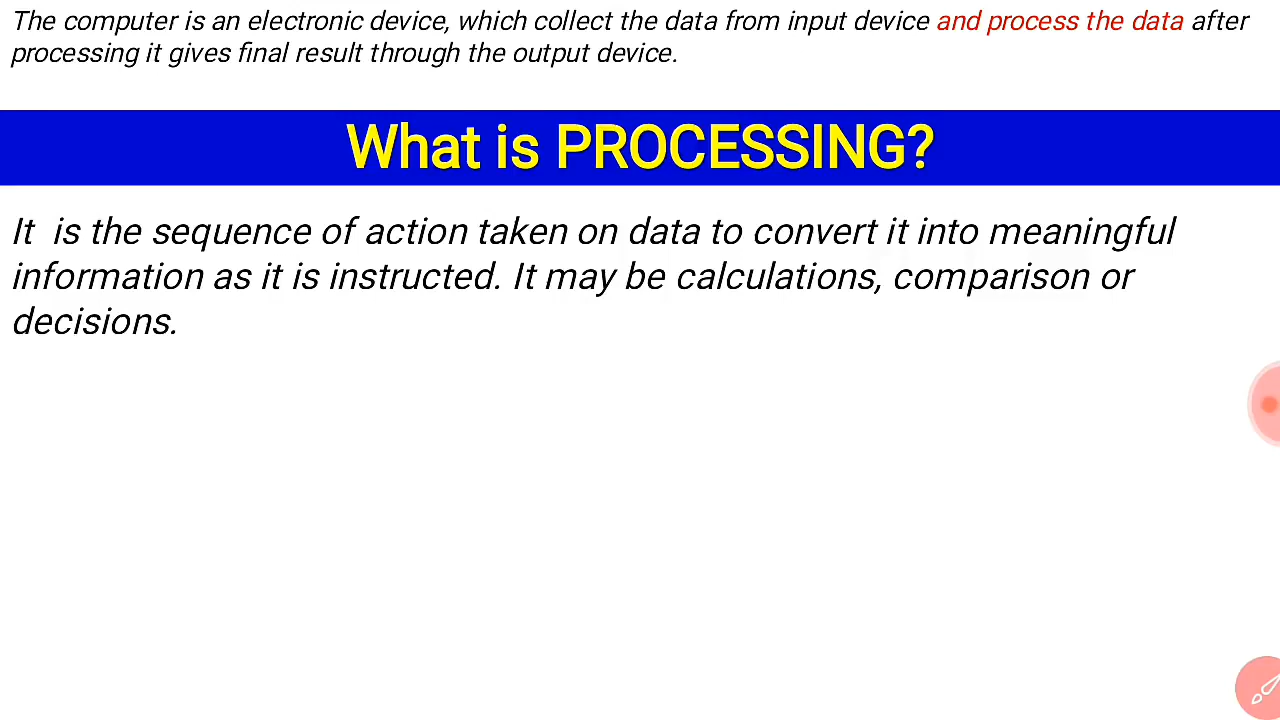 The computer is an electronic device, which collect the data from input device and process the data after
processing it gives final result through the output device.
What is PROCESSING?
It is the sequence of action taken on data to convert it into meaningful
information as it is instructed. It may be calculations, comparison or
decisions.